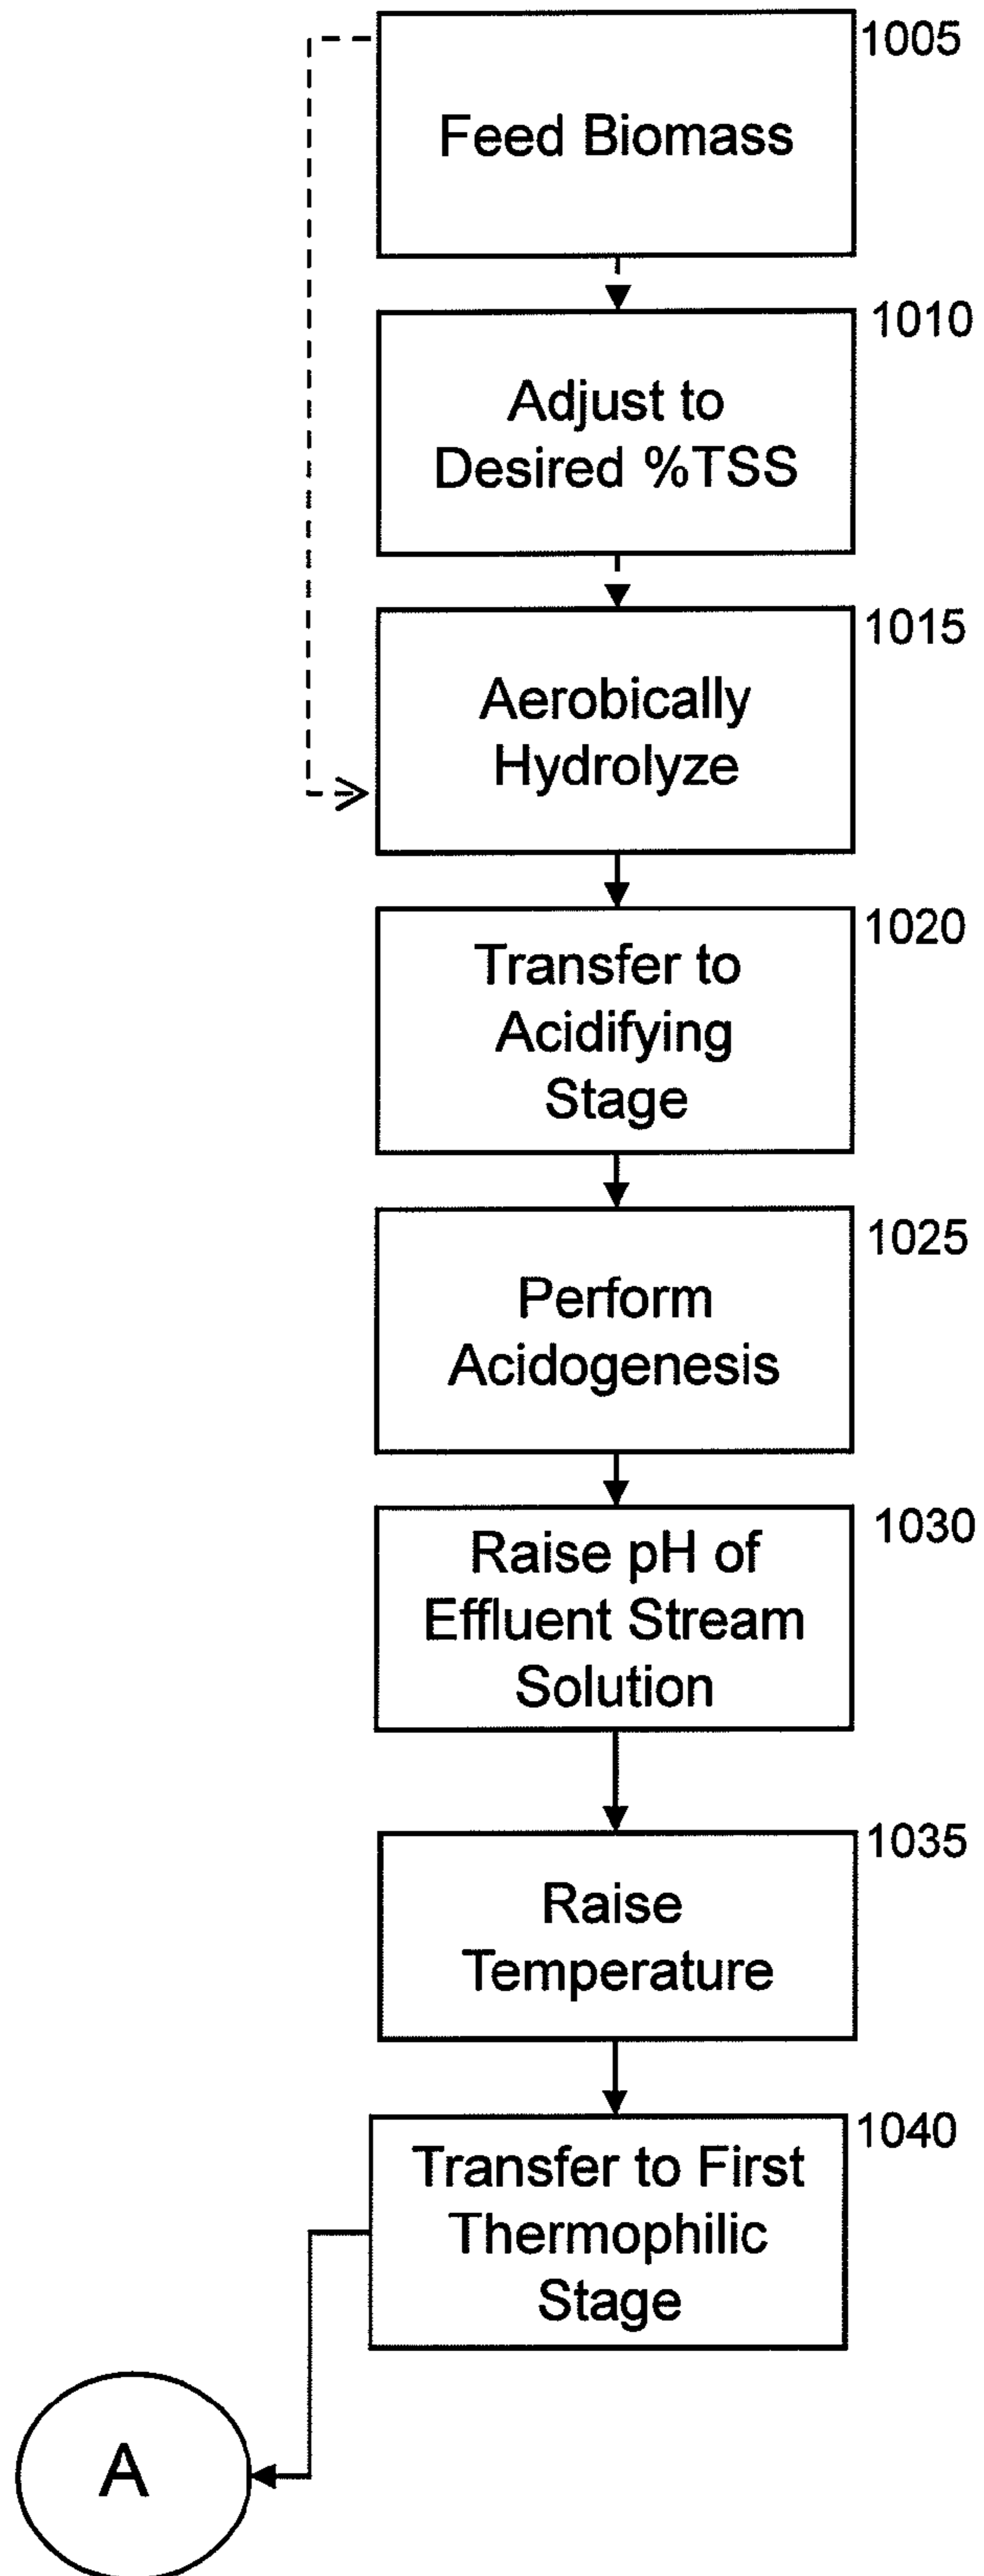 1005
Feed Biomass
1010
Adjust to
Desired %TSS
1015
Aerobically
Hydrolyze
1020
Transfer to
Acidifying
Stage
1025
Perform
Acidogenesis
1030
Raise pH of
Effluent Stream
Solution
1035
Raise
Temperature
1040
Transfer to First
Thermophilic
Stage
A